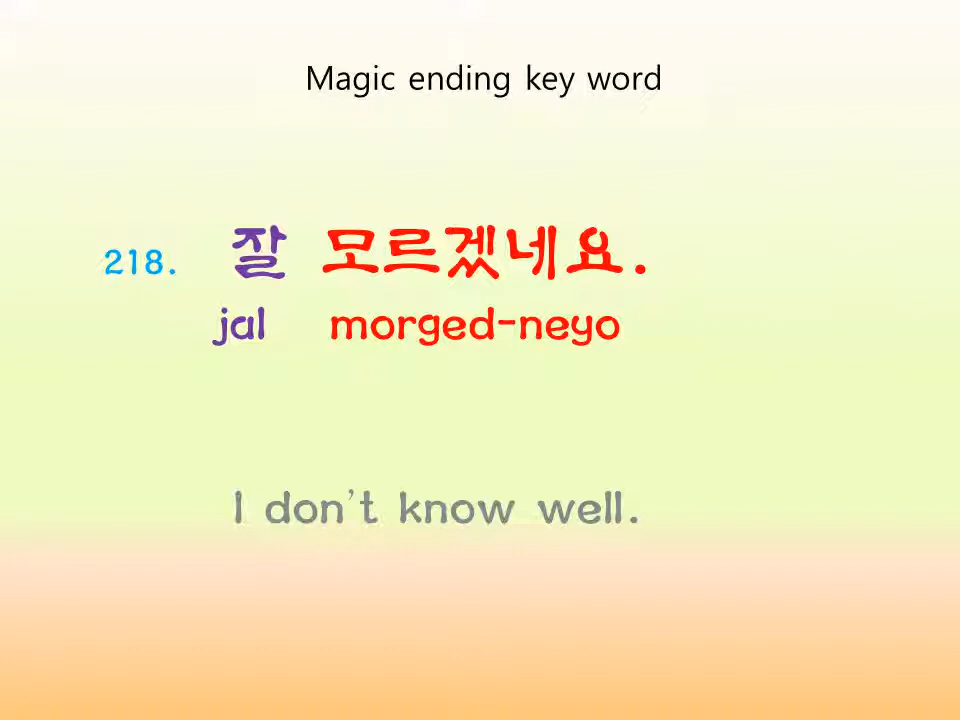 Magic ending key word
218. 잘 모르겠네요.
jal morged-neyo
I don't know well.